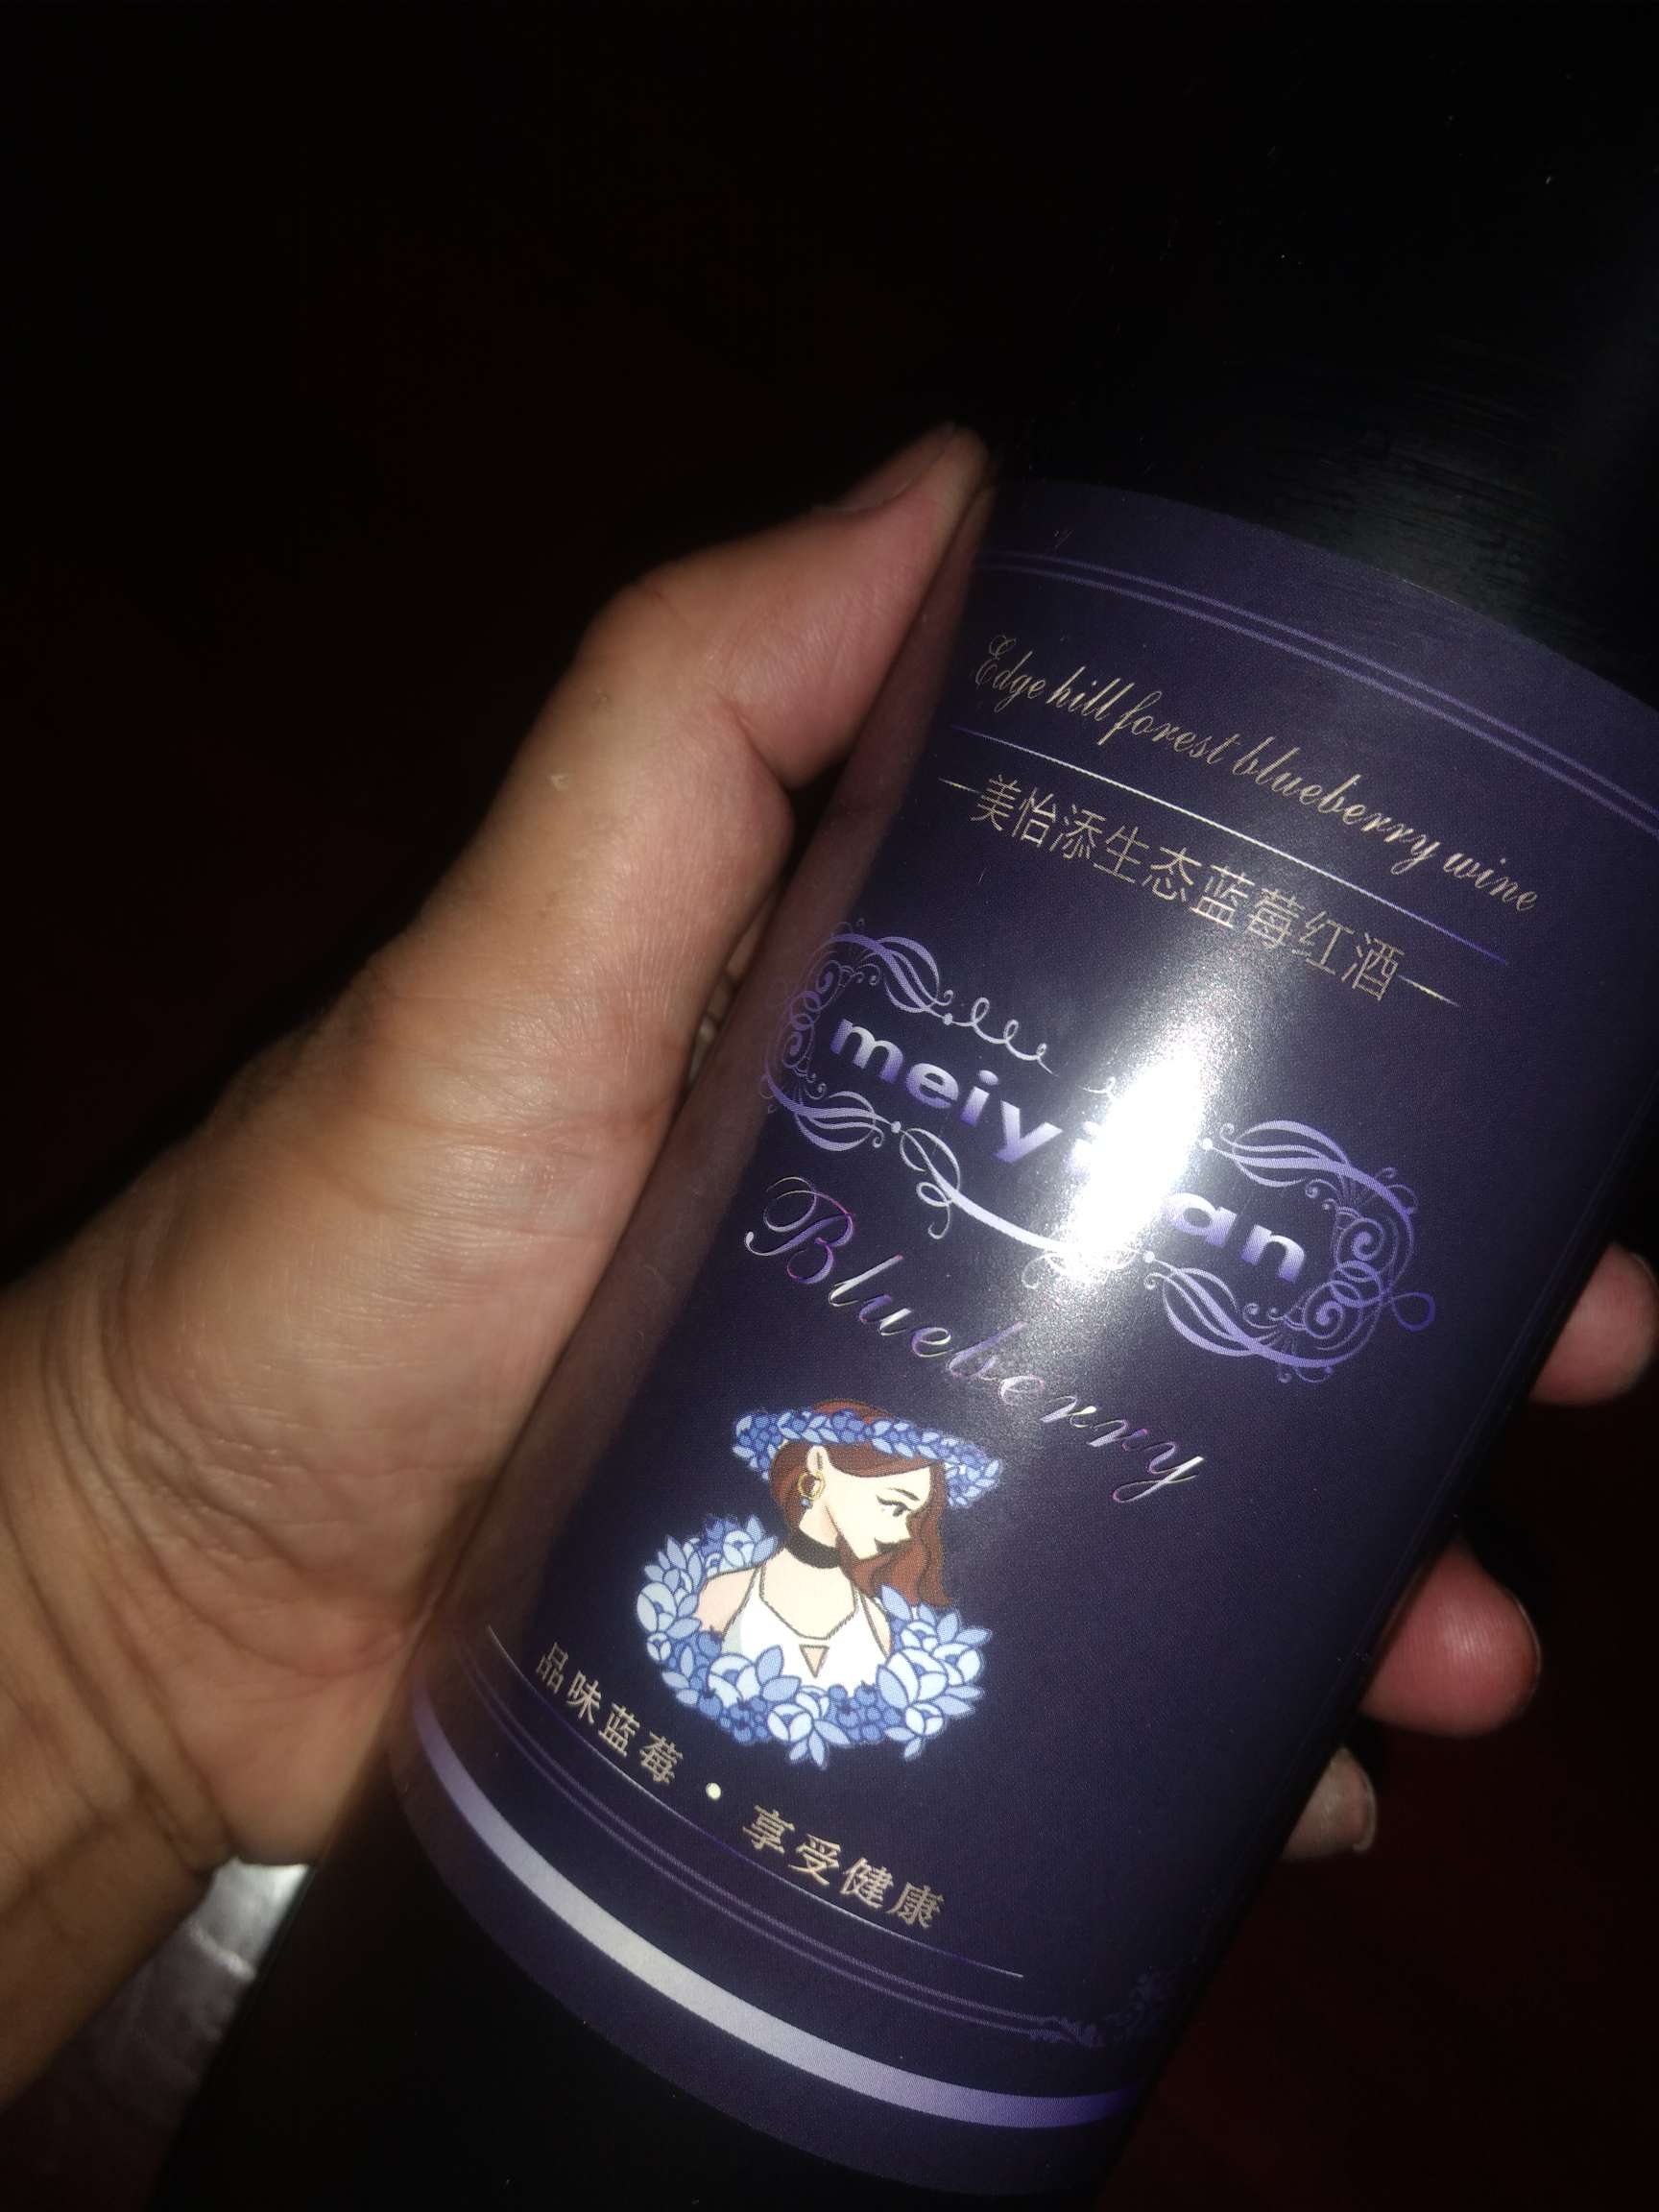 Edge hill forest blueberry wine
美怡添生态蓝莓红酒
Blueberry
品味蓝莓·享受健康